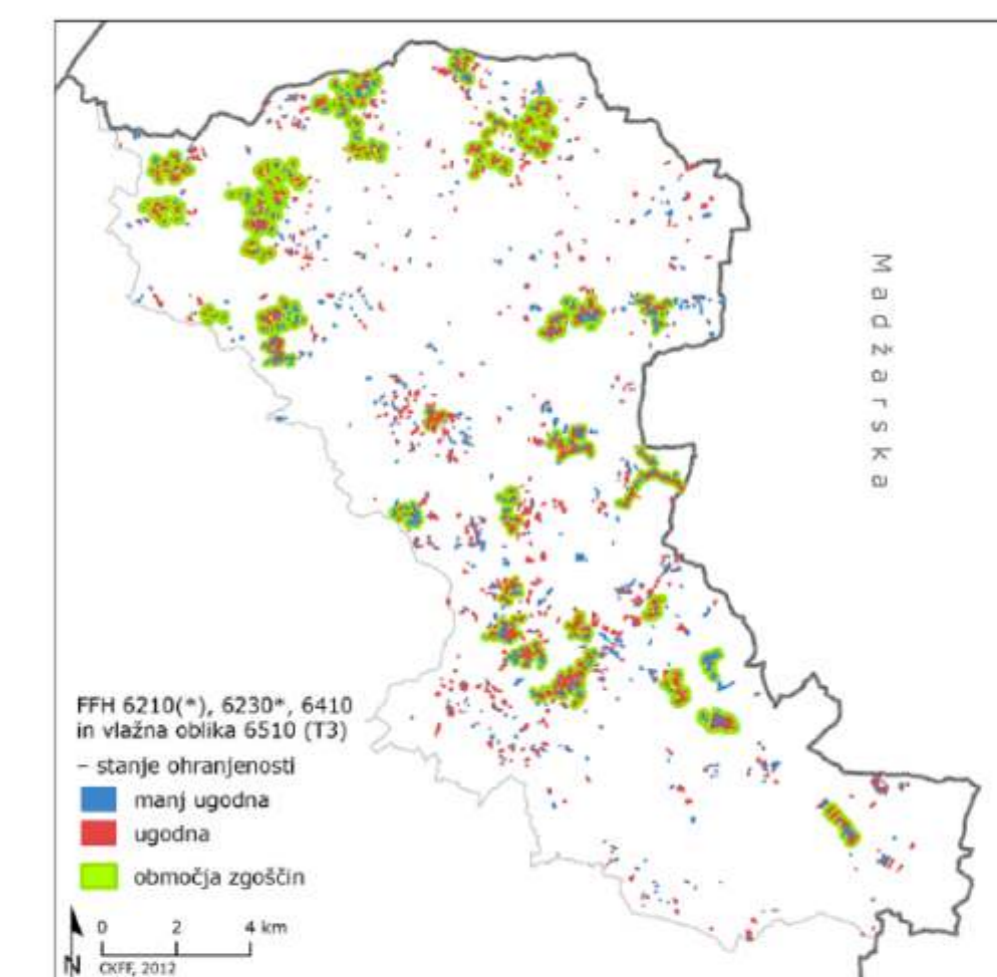 Madžarska
FFH 6210(*), 6230*, 6410
in vlažna oblika 6510 (T3)
– stanje ohranjenosti
manj ugodna
ugodna
območja zgoščin
0 2 4 km
N
CKFF, 2012